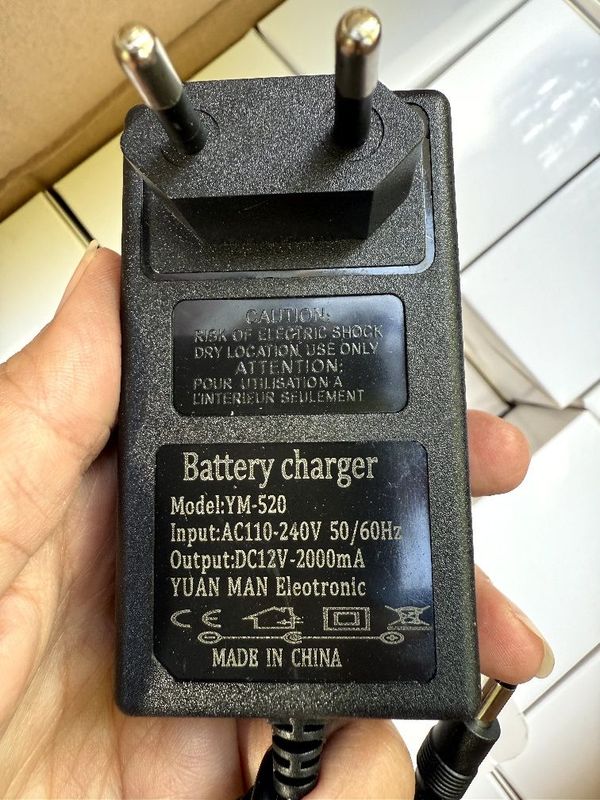 CAUTION:
RISK OF ELECTRIC SHOCK
DRY LOCATION USE ONLY
ATTENTION:
POUR UTILISATION A
L'INTERIEUR SEULEMENT
Battery charger
Model:YM-520
Input:AC110-240V 50/60Hz
Output:DC12V-2000mA
YUAN MAN Eleotronic
CE
MADE IN CHINA